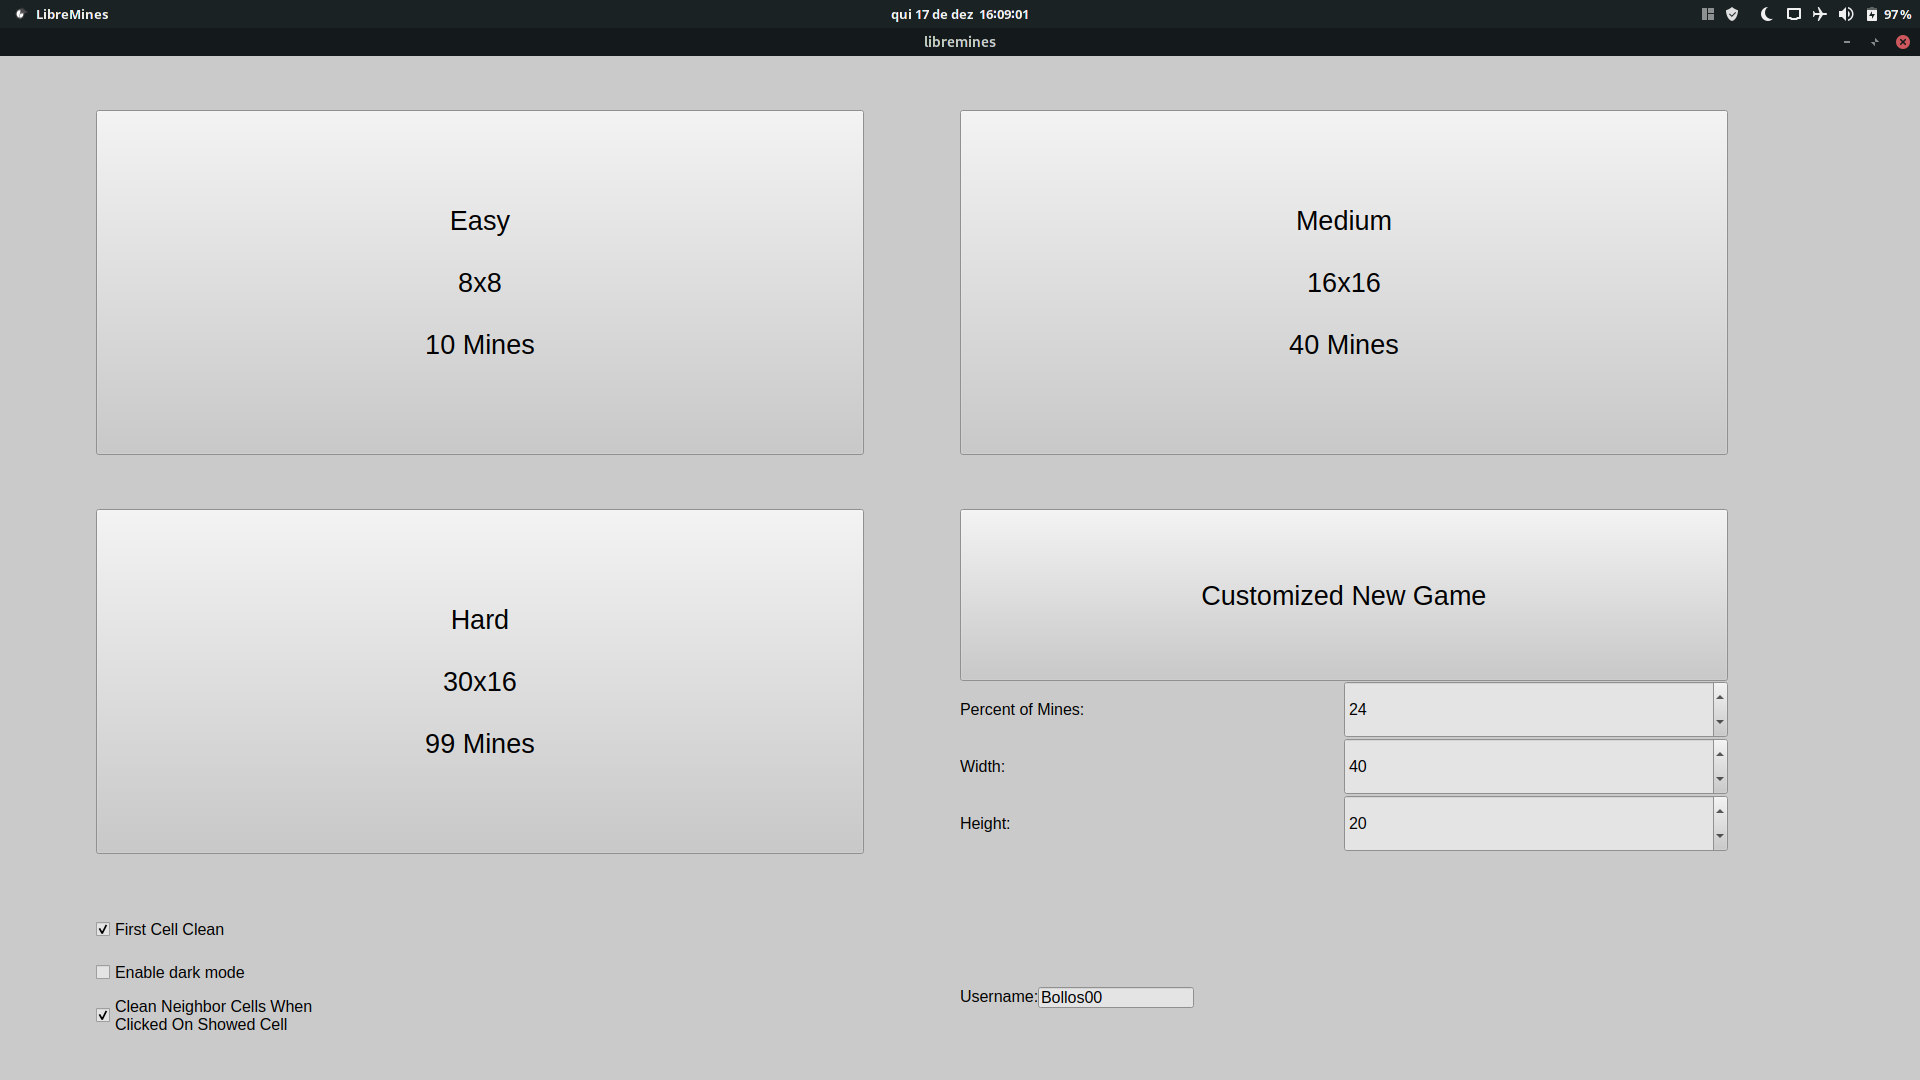 LibreMines
qui 17 de dez 16:09:01
97 %
libremines
Easy
8x8
10 Mines
Medium
16x16
40 Mines
Hard
30x16
99 Mines
Customized New Game
Percent of Mines:
24
Width:
40
Height:
20
First Cell Clean
Enable dark mode
Clean Neighbor Cells When
Clicked On Showed Cell
Username:
Bollos00